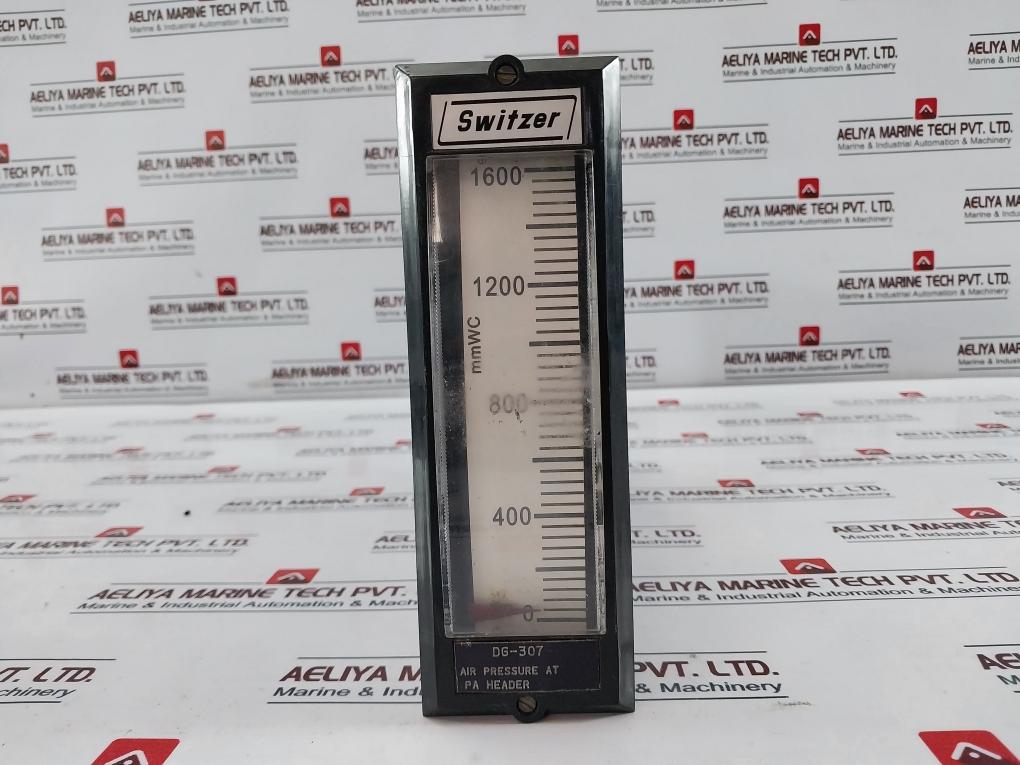 AELIYA MARINE TECH PVT. LTD.
Marine & Industrial Automation & Machinery
Switzer
1600
1200
mmWC
800
400
0
DG-307
AIR PRESSURE AT
PA HEADER